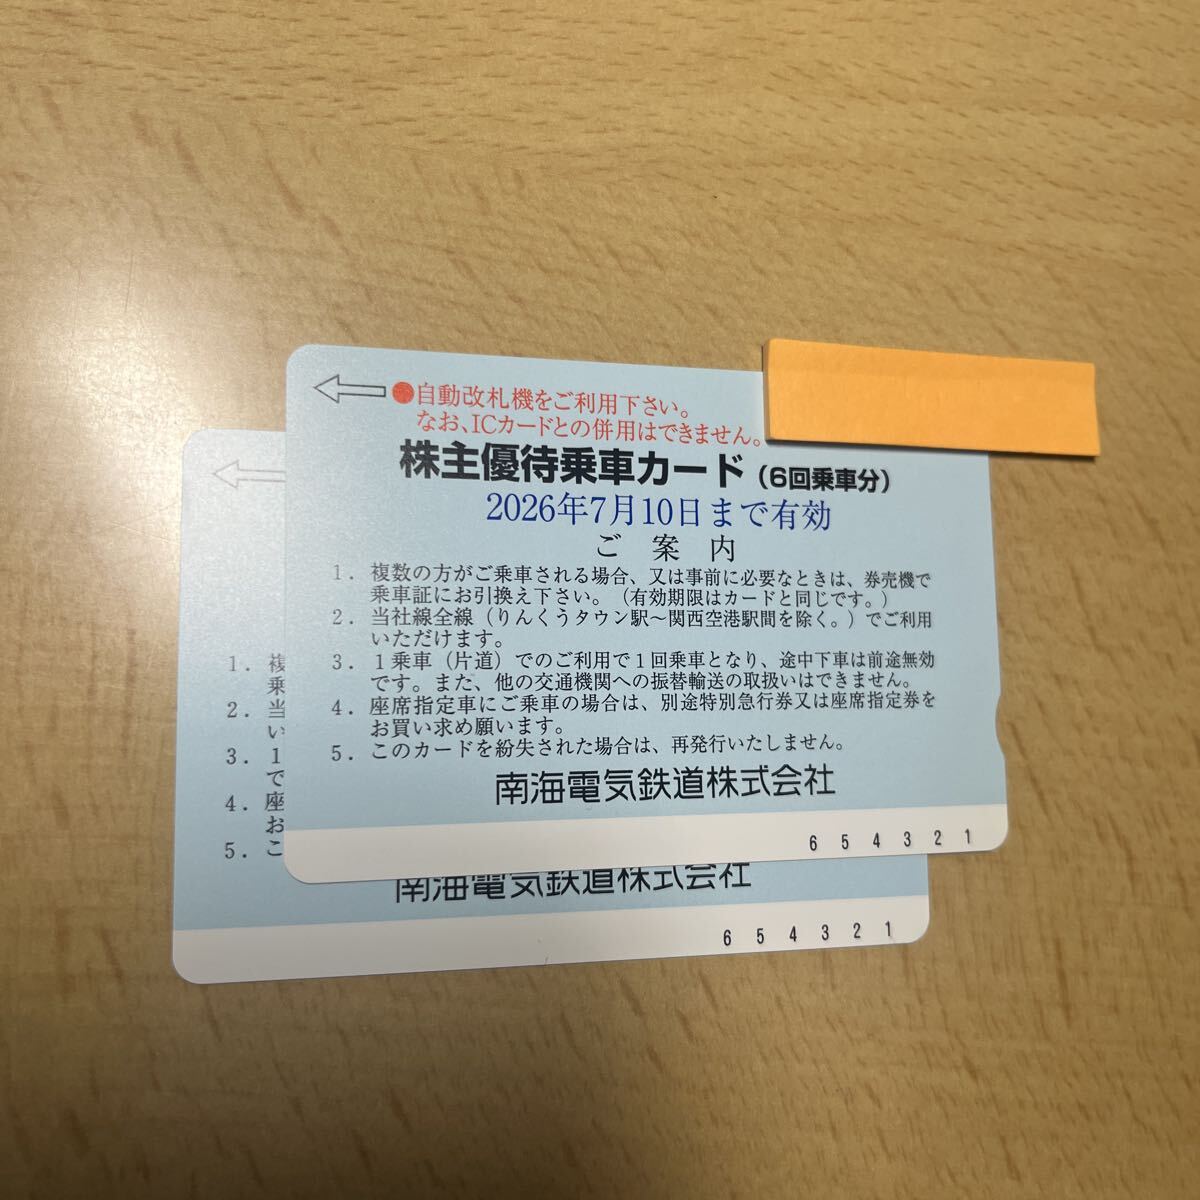 ●自動改札機をご利用下さい。
なお、ICカードとの併用はできません。
株主優待乗車カード（6回乗車分）
2026年7月10日まで有効
ご 案 内
1．複数の方がご乗車される場合、又は事前に必要なときは、券売機で
乗車証にお引換え下さい。（有効期限はカードと同じです。）
2．当社線全線（りんくうタウン駅〜関西空港駅間を除く。）でご利用
いただけます。
3．１乗車（片道）でのご利用で１回乗車となり、途中下車は前途無効
です。また、他の交通機関への振替輸送の取扱いはできません。
4．座席指定車にご乗車の場合は、別途特別急行券又は座席指定券を
お買い求め願います。
5．このカードを紛失された場合は、再発行いたしません。
南海電気鉄道株式会社
6 5 4 3 2 1
1．複
乗
2．当
い
3．１
で
4．座
お
5．こ
南海電気鉄道株式会社
6 5 4 3 2 1